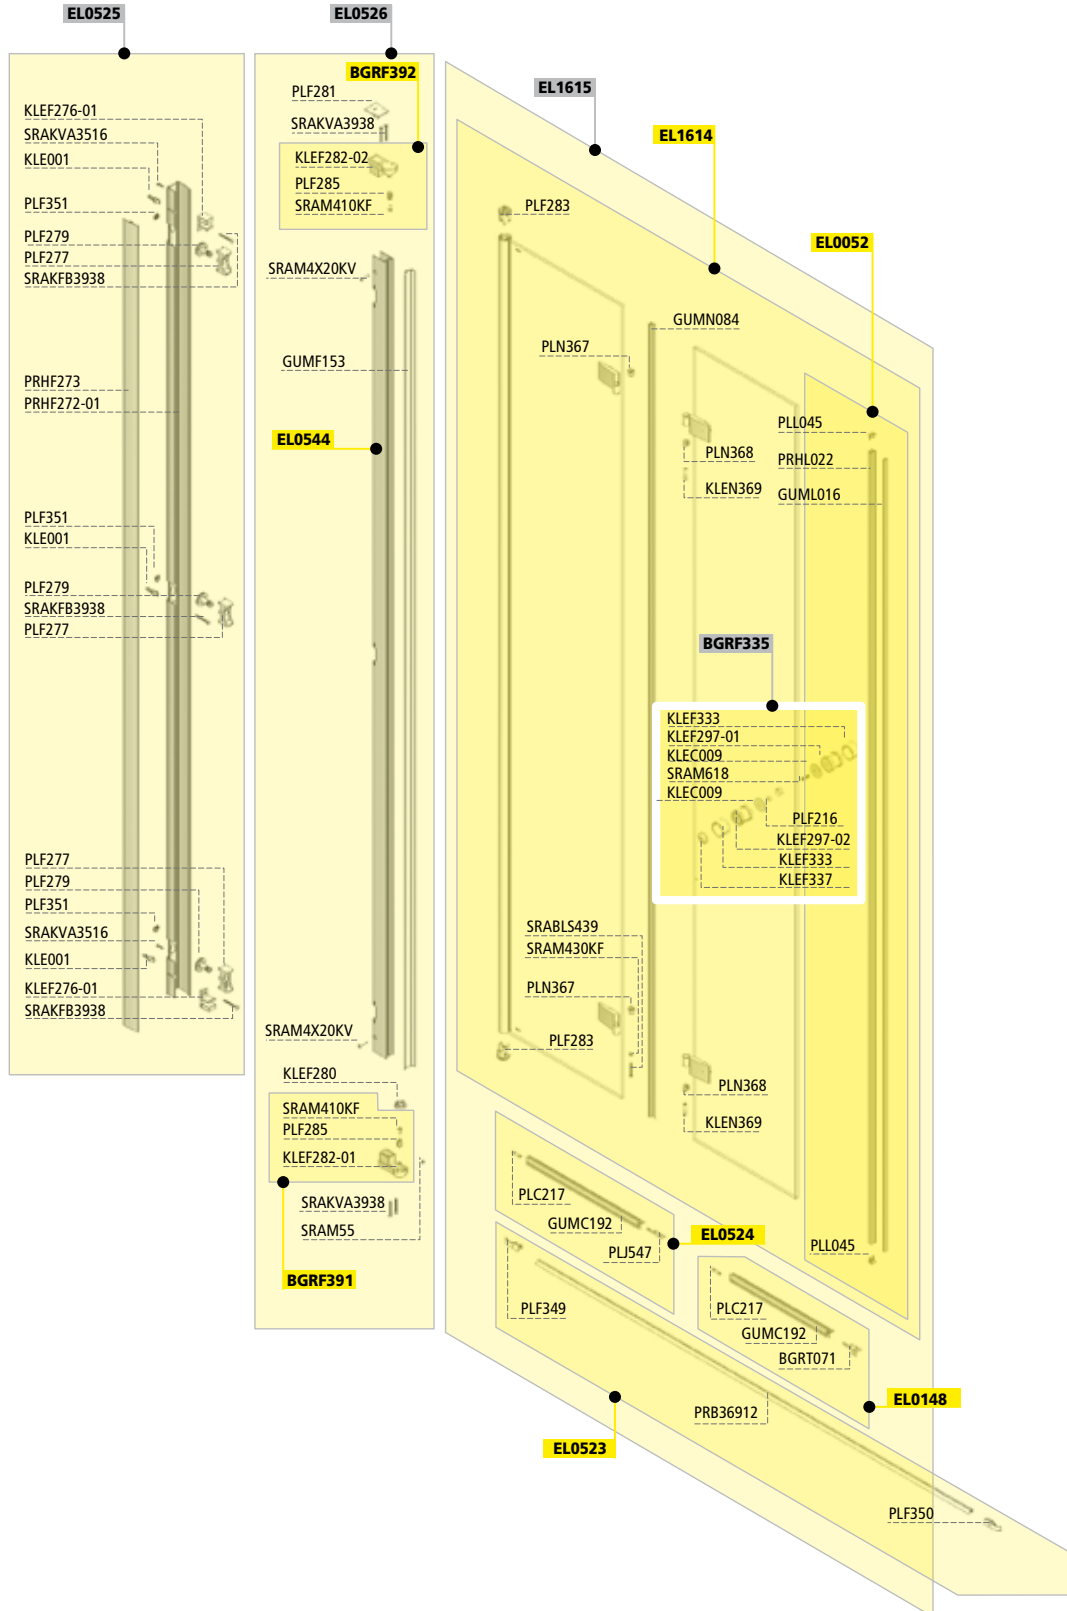 EL0525
KLEF276-01
SRAKVA3516
KLE001
PLF351
PLF279
PLF277
SRAKFB3938
PRHF273
PRHF272-01
PLF351
KLE001
PLF279
SRAKFB3938
PLF277
PLF277
PLF279
PLF351
SRAKVA3516
KLE001
KLEF276-01
SRAKFB3938
EL0526
BGRF392
PLF281
SRAKVA3938
KLEF282-02
PLF285
SRAM410KF
SRAM4X20KV
GUMF153
EL0544
SRAM4X20KV
KLEF280
SRAM410KF
PLF285
KLEF282-01
SRAKVA3938
SRAM55
BGRF391
EL1615
EL1614
PLF283
EL0052
GUMN084
PLN367
PLL045
PLN368
PRHL022
KLEN369
GUML016
BGRF335
KLEF333
KLEF297-01
KLEC009
SRAM618
KLEC009
PLF216
KLEF297-02
KLEF333
KLEF337
SRABLS439
SRAM430KF
PLN367
PLF283
PLN368
KLEN369
PLL045
PLC217
GUMC192
PLJ547
EL0524
PLF349
PLC217
GUMC192
BGRT071
EL0148
PRB36912
EL0523
PLF350